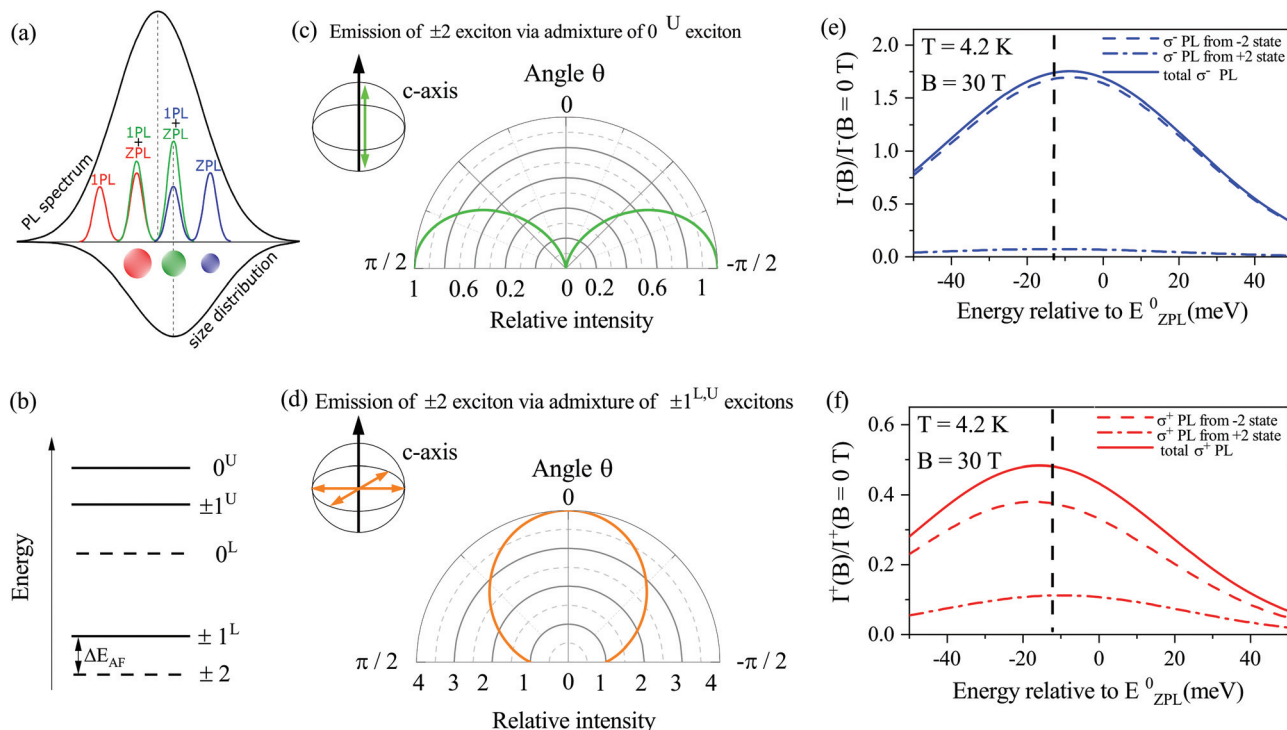 (a)
PL spectrum
1PL
1PL
+
ZPL
1PL
+
ZPL
ZPL
size distribution
(b)
Energy
0ᵁ
±1ᵁ
0ᴸ
± 1ᴸ
ΔE_AF
± 2
(c) Emission of ±2 exciton via admixture of 0 ᵁ exciton
c-axis
Angle θ
0
π / 2
-π / 2
1 0.6 0.2 0 0.2 0.6 1
Relative intensity
(d) Emission of ±2 exciton via admixture of ±1ᴸ,ᵁ excitons
c-axis
Angle θ
0
π / 2
-π / 2
4 3 2 1 0 1 2 3 4
Relative intensity
(e)
T = 4.2 K
B = 30 T
σ⁻ PL from -2 state
σ⁻ PL from +2 state
total σ⁻ PL
2.0
1.5
1.0
0.5
0.0
I⁻(B)/I⁻(B = 0 T)
-40 -20 0 20 40
Energy relative to E⁰_ZPL(meV)
(f)
T = 4.2 K
B = 30 T
σ⁺ PL from -2 state
σ⁺ PL from +2 state
total σ⁺ PL
0.6
0.4
0.2
0.0
I⁺(B)/I⁺(B = 0 T)
-40 -20 0 20 40
Energy relative to E⁰_ZPL(meV)